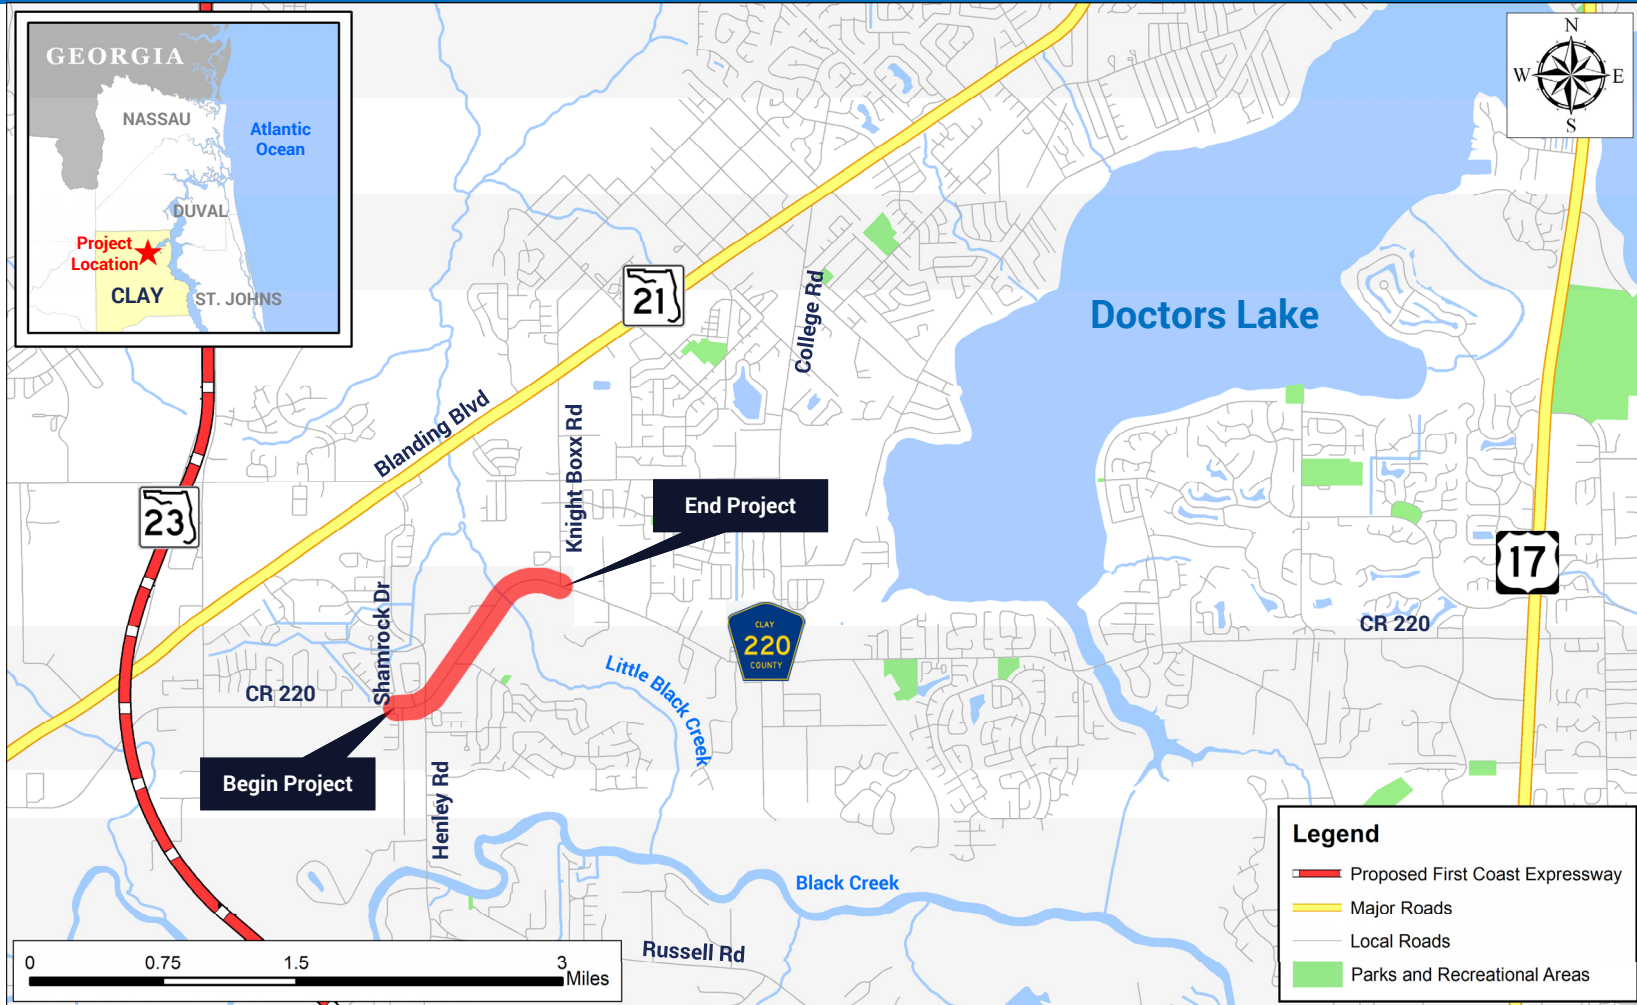 GEORGIA
NASSAU
Atlantic
Ocean
DUVAL
Project
Location
CLAY
ST. JOHNS
N
W
E
S
21
College Rd
Doctors Lake
Blanding Blvd
Knight Boxx Rd
End Project
23
17
Shamrock Dr
CLAY
220
COUNTY
CR 220
CR 220
Little Black Creek
Begin Project
Henley Rd
Black Creek
Russell Rd
0
0.75
1.5
3
Miles
Legend
Proposed First Coast Expressway
Major Roads
Local Roads
Parks and Recreational Areas